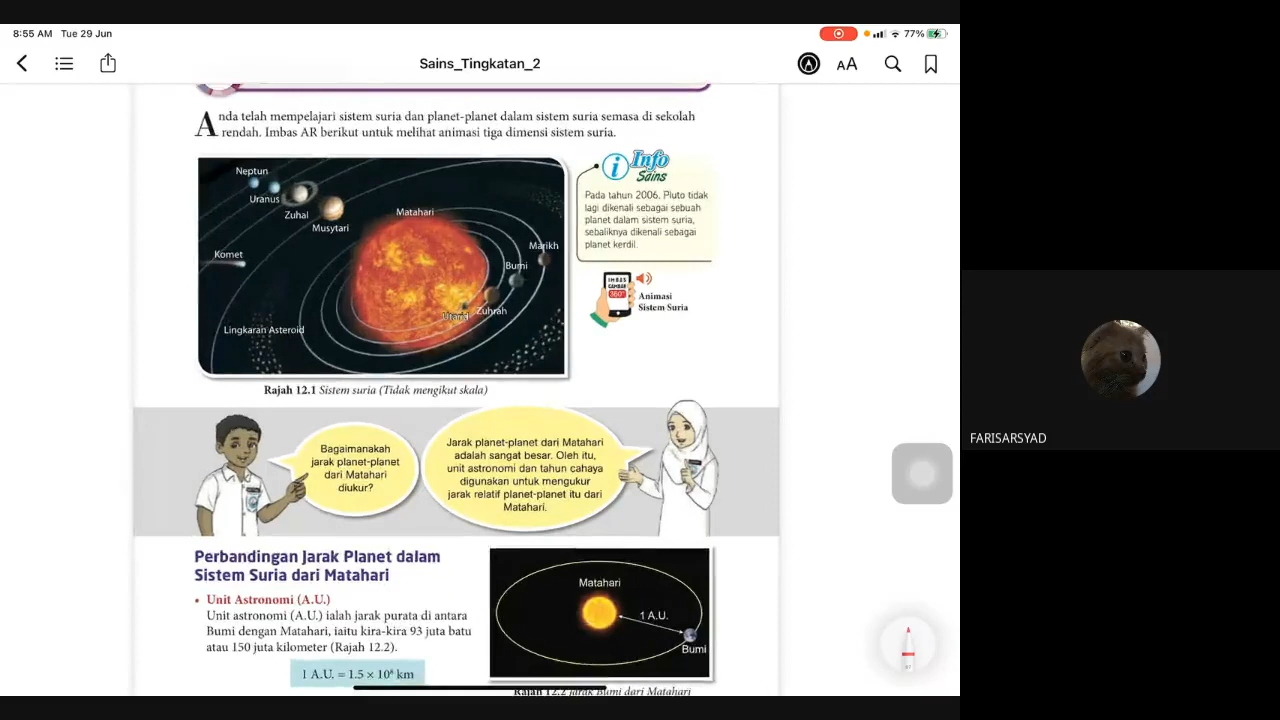 8:55 AM Tue 29 Jun
77%
Sains_Tingkatan_2
AA
Anda telah mempelajari sistem suria dan planet-planet dalam sistem suria semasa di sekolah
rendah. Imbas AR berikut untuk melihat animasi tiga dimensi sistem suria.
Neptun
Uranus
Zuhal
Musytari
Matahari
Marikh
Bumi
Komet
Zuhrah
Utarid
Lingkaran Asteroid
Rajah 12.1 Sistem suria (Tidak mengikut skala)
i Info
Sains
Pada tahun 2006, Pluto tidak
lagi dikenali sebagai sebuah
planet dalam sistem suria,
sebaliknya dikenali sebagai
planet kerdil.
IMBAS
GAMBAR
360°
Animasi
Sistem Suria
Bagaimanakah
jarak planet-planet
dari Matahari
diukur?
Jarak planet-planet dari Matahari
adalah sangat besar. Oleh itu,
unit astronomi dan tahun cahaya
digunakan untuk mengukur
jarak relatif planet-planet itu dari
Matahari.
Perbandingan Jarak Planet dalam
Sistem Suria dari Matahari
• Unit Astronomi (A.U.)
Unit astronomi (A.U.) ialah jarak purata di antara
Bumi dengan Matahari, iaitu kira-kira 93 juta batu
atau 150 juta kilometer (Rajah 12.2).
1 A.U. = 1.5 × 10⁸ km
Matahari
1 A.U.
Bumi
Rajah 12.2 Jarak Bumi dari Matahari
FARISARSYAD